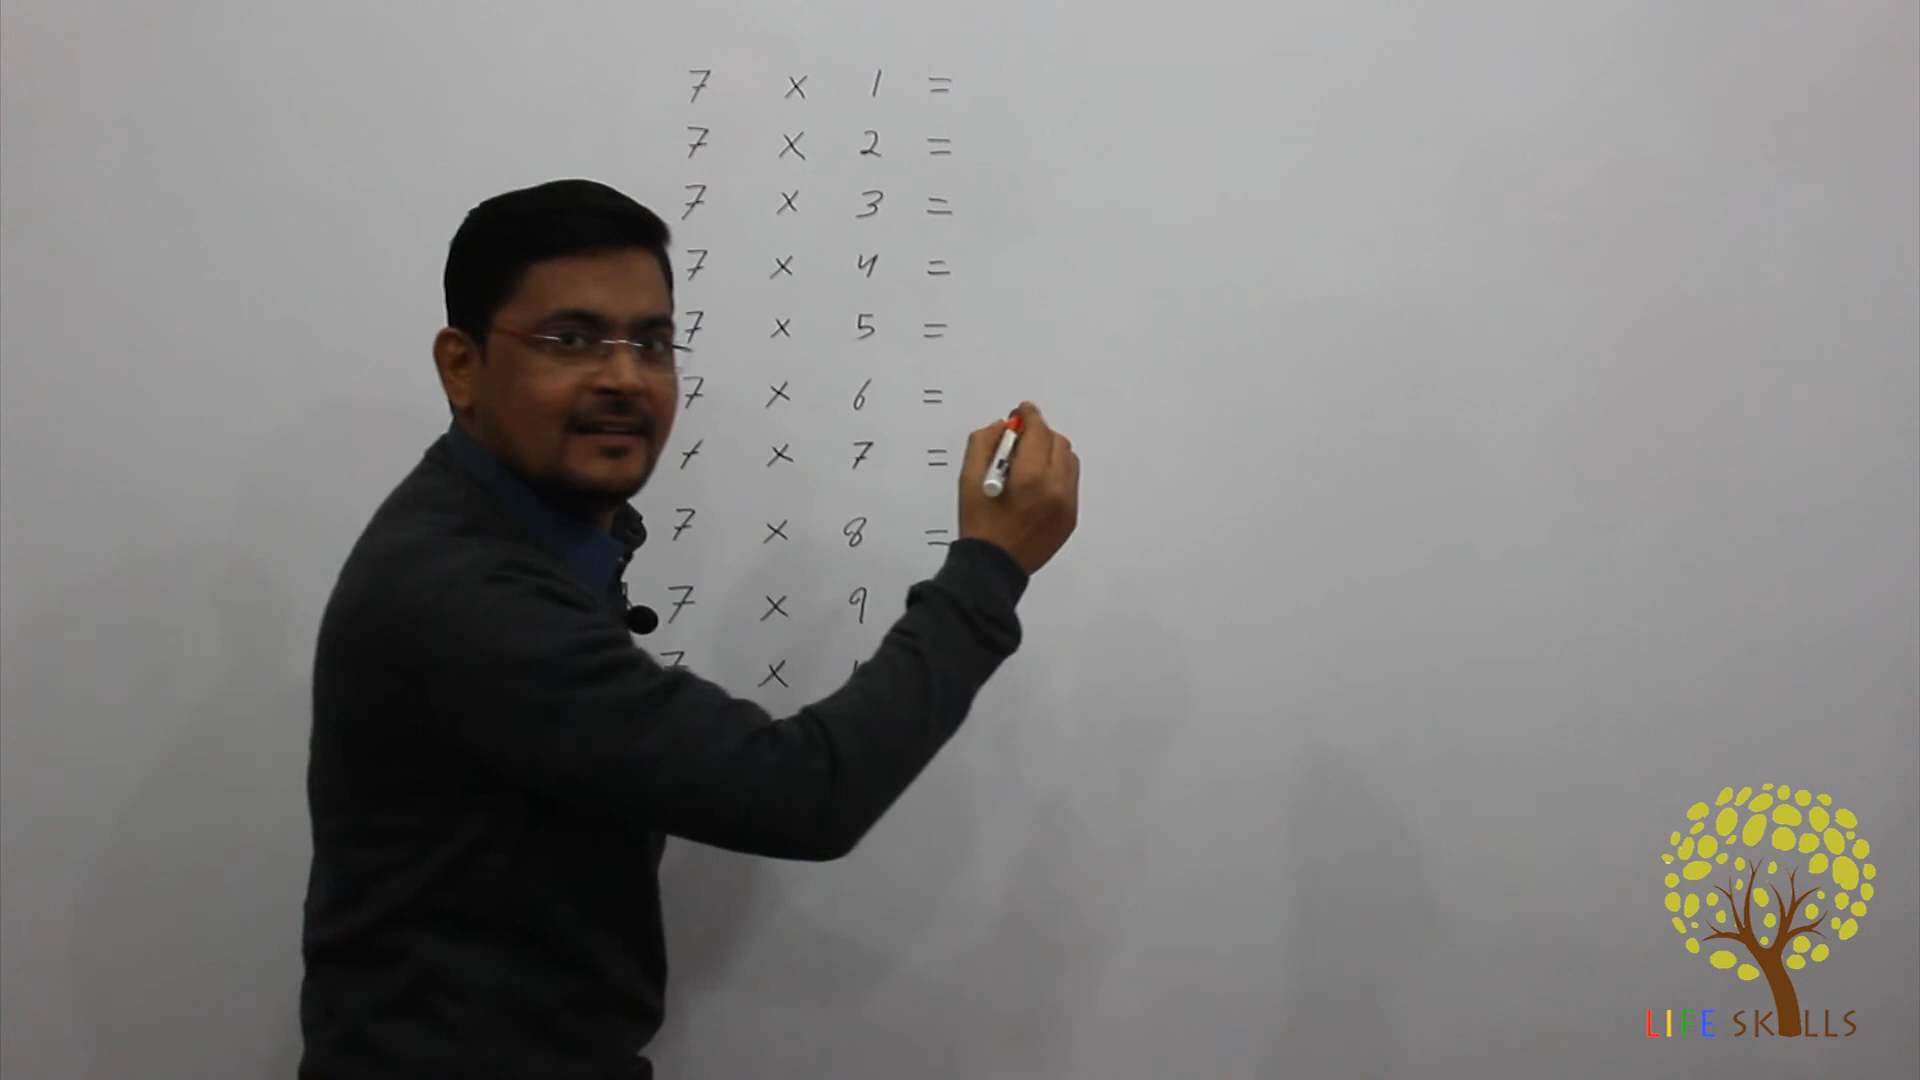 7 x 1 =
7 x 2 =
7 x 3 =
7 x 4 =
7 x 5 =
7 x 6 =
7 x 7 =
7 x 8 =
7 x 9
7 x
LIFE SKILLS